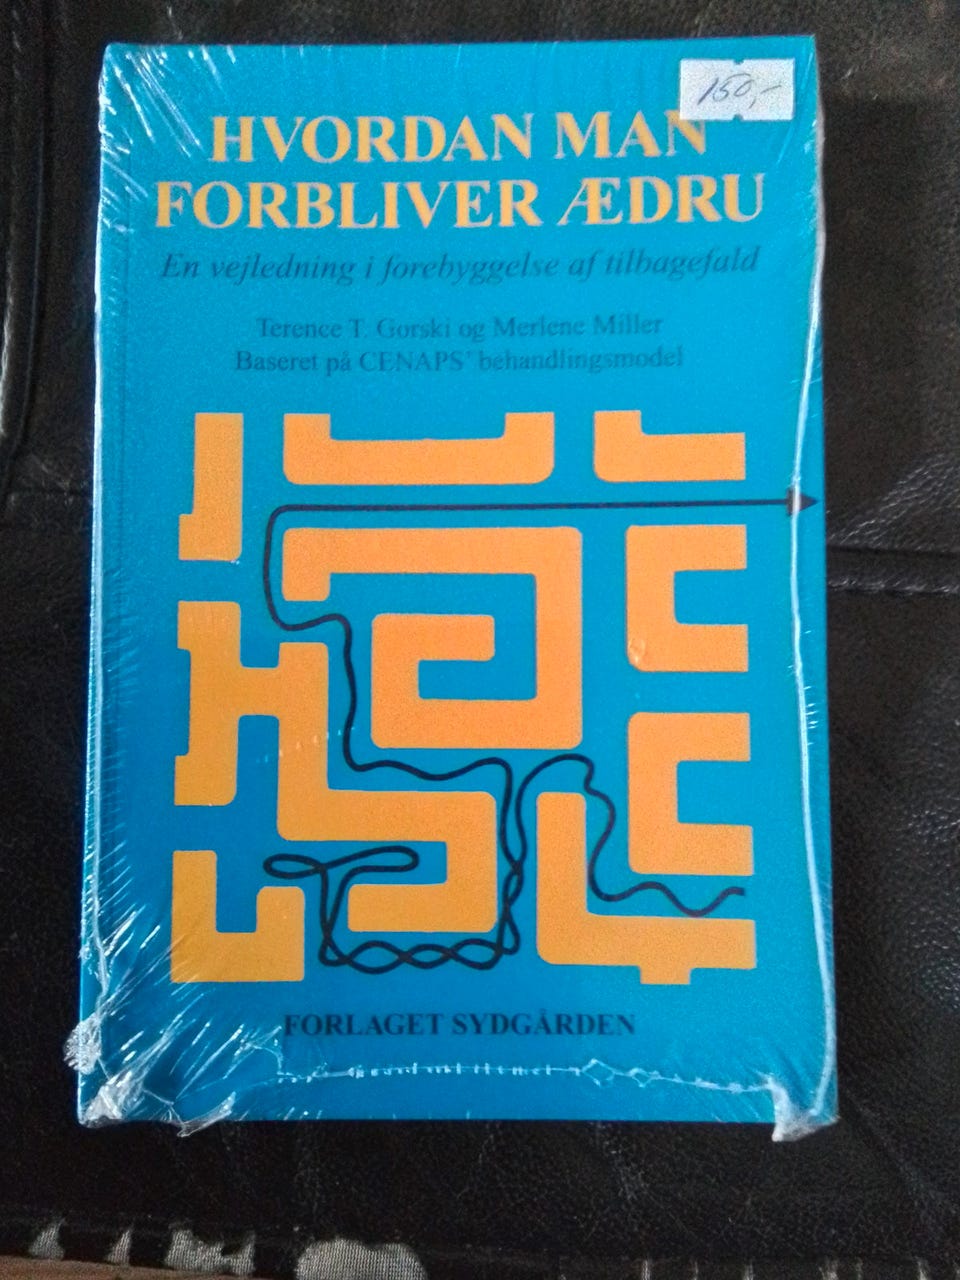 150,-
HVORDAN MAN
FORBLIVER ÆDRU
En vejledning i forebyggelse af tilbagefald
Terence T. Gorski og Merlene Miller
Baseret på CENAPS® behandlingsmodel
FORLAGET SYDGÅRDEN